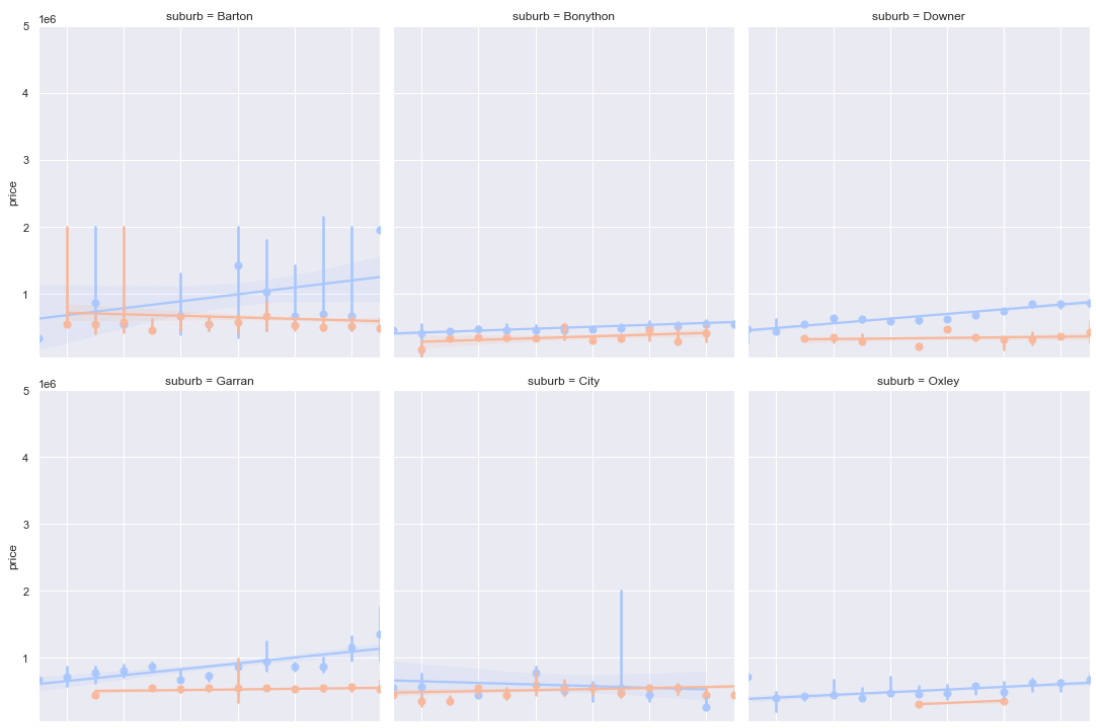 suburb = Barton
suburb = Bonython
suburb = Downer
1e6
5
4
3
2
1
price
suburb = Garran
suburb = City
suburb = Oxley
1e6
5
4
3
2
1
price